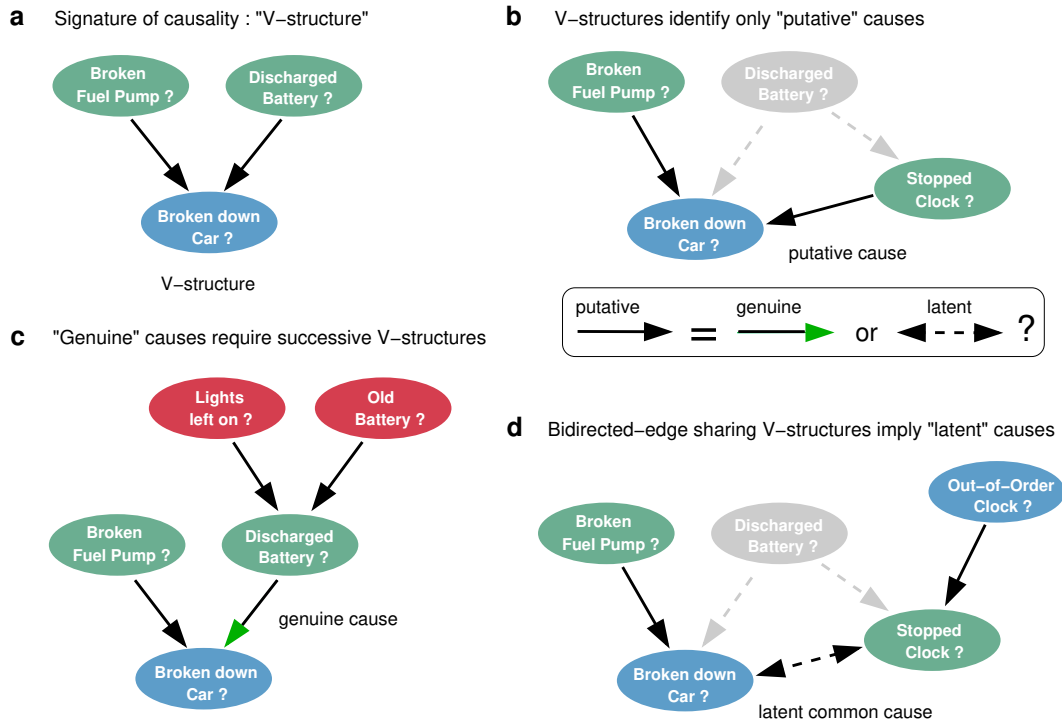 a Signature of causality : "V−structure"
Broken
Fuel Pump ?
Discharged
Battery ?
Broken down
Car ?
V−structure
b V−structures identify only "putative" causes
Broken
Fuel Pump ?
Discharged
Battery ?
Stopped
Clock ?
Broken down
Car ?
putative cause
putative = genuine or latent ?
c "Genuine" causes require successive V−structures
Lights
left on ?
Old
Battery ?
Broken
Fuel Pump ?
Discharged
Battery ?
genuine cause
Broken down
Car ?
d Bidirected−edge sharing V−structures imply "latent" causes
Out−of−Order
Clock ?
Broken
Fuel Pump ?
Discharged
Battery ?
Stopped
Clock ?
Broken down
Car ?
latent common cause